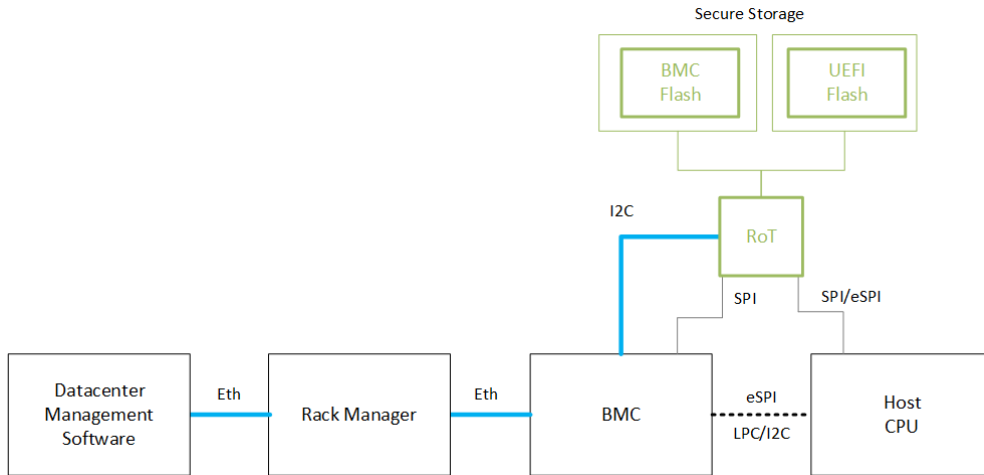 Secure Storage
BMC
Flash
UEFI
Flash
I2C
RoT
SPI
SPI/eSPI
Datacenter
Management
Software
Eth
Rack Manager
Eth
BMC
eSPI
LPC/I2C
Host
CPU